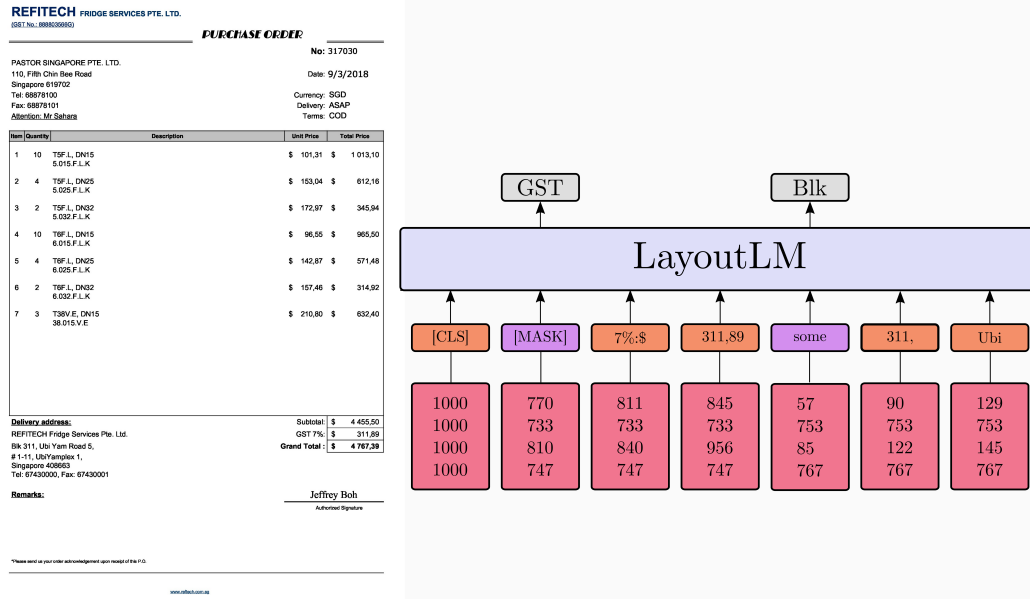 REFITECH FRIDGE SERVICES PTE. LTD.
(GST No.: 888803566G)
PURCHASE ORDER
No: 317030
PASTOR SINGAPORE PTE. LTD.
110, Fifth Chin Bee Road
Singapore 619702
Tel: 68878100
Fax: 68878101
Attention: Mr Sahara
Date: 9/3/2018
Currency: SGD
Delivery: ASAP
Terms: COD
Item Quantity Description Unit Price Total Price
1 10 T5F.L, DN15 $ 101,31 $ 1 013,10
5.015.F.L.K
2 4 T5F.L, DN25 $ 153,04 $ 612,16
5.025.F.L.K
3 2 T5F.L, DN32 $ 172,97 $ 345,94
5.032.F.L.K
4 10 T6F.L, DN15 $ 96,55 $ 965,50
6.015.F.L.K
5 4 T6F.L, DN25 $ 142,87 $ 571,48
6.025.F.L.K
6 2 T6F.L, DN32 $ 157,46 $ 314,92
6.032.F.L.K
7 3 T38V.E, DN15 $ 210,80 $ 632,40
38.015.V.E
Subtotal: $ 4 455,50
GST 7%: $ 311,89
Grand Total : $ 4 767,39
Delivery address:
REFITECH Fridge Services Pte. Ltd.
Blk 311, Ubi Yam Road 5,
# 1-11, UbiYamplex 1,
Singapore 408663
Tel: 67430000, Fax: 67430001
Remarks:
Jeffrey Boh
Authorized Signature
*Please send us your order acknowledgement upon receipt of this P.O.
www.refitech.com.sg
GST Blk
LayoutLM
[CLS] [MASK] 7%:$ 311,89 some 311, Ubi
1000 770 811 845 57 90 129
1000 733 733 733 753 753 753
1000 810 840 956 85 122 145
1000 747 747 747 767 767 767